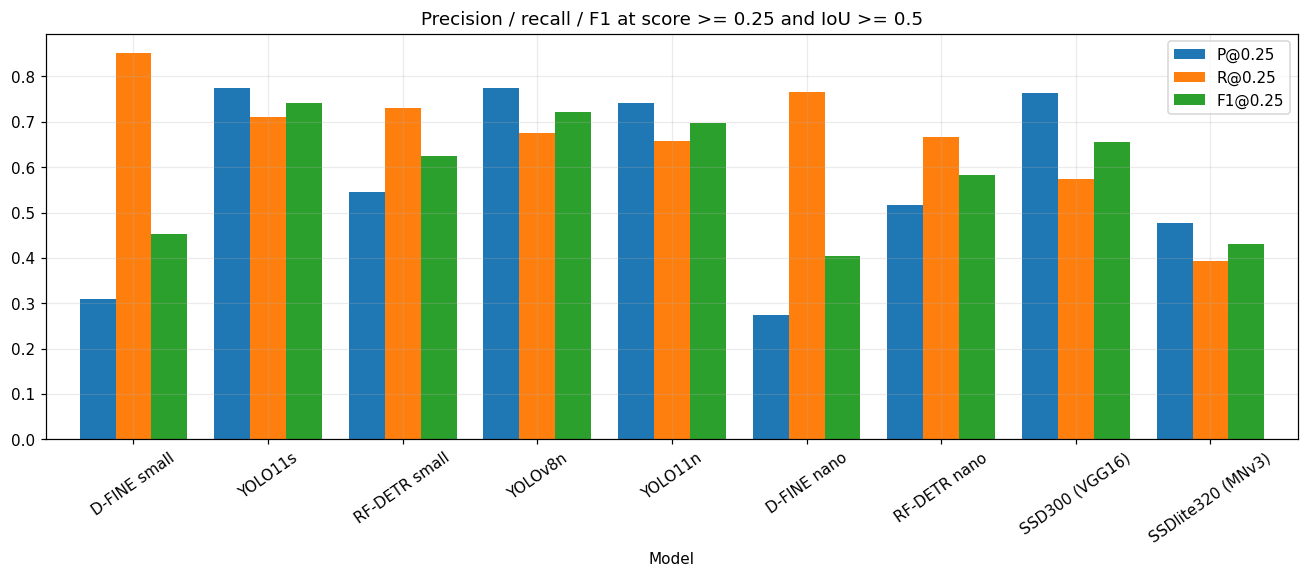 Precision / recall / F1 at score >= 0.25 and IoU >= 0.5
P@0.25
R@0.25
F1@0.25
0.8
0.7
0.6
0.5
0.4
0.3
0.2
0.1
0.0
D-FINE small
YOLO11s
RF-DETR small
YOLOv8n
YOLO11n
D-FINE nano
RF-DETR nano
SSD300 (VGG16)
SSDlite320 (MNv3)
Model